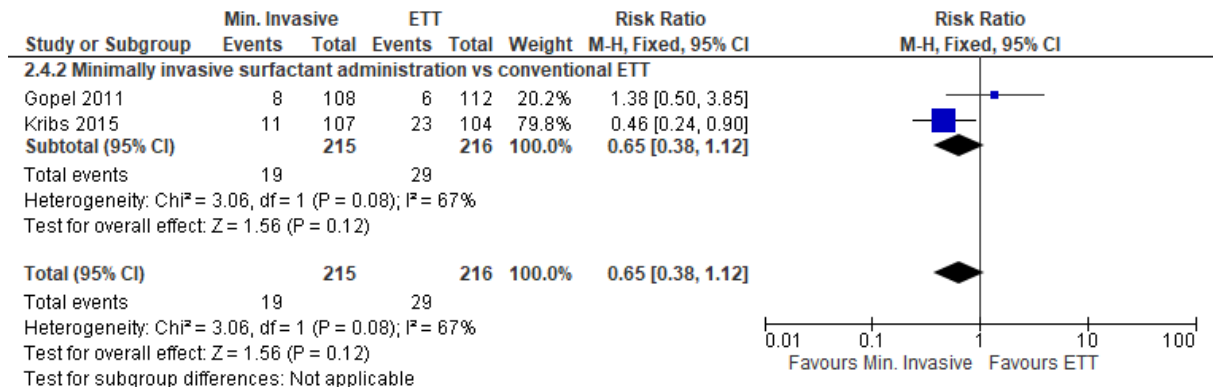 Min. Invasive ETT Risk Ratio Risk Ratio
Study or Subgroup Events Total Events Total Weight M-H, Fixed, 95% CI M-H, Fixed, 95% CI
2.4.2 Minimally invasive surfactant administration vs conventional ETT
Gopel 2011 8 108 6 112 20.2% 1.38 [0.50, 3.85]
Kribs 2015 11 107 23 104 79.8% 0.46 [0.24, 0.90]
Subtotal (95% CI) 215 216 100.0% 0.65 [0.38, 1.12]
Total events 19 29
Heterogeneity: Chi² = 3.06, df = 1 (P = 0.08); I² = 67%
Test for overall effect: Z = 1.56 (P = 0.12)
Total (95% CI) 215 216 100.0% 0.65 [0.38, 1.12]
Total events 19 29
Heterogeneity: Chi² = 3.06, df = 1 (P = 0.08); I² = 67%
Test for overall effect: Z = 1.56 (P = 0.12)
Test for subgroup differences: Not applicable
0.01 0.1 1 10 100
Favours Min. Invasive Favours ETT